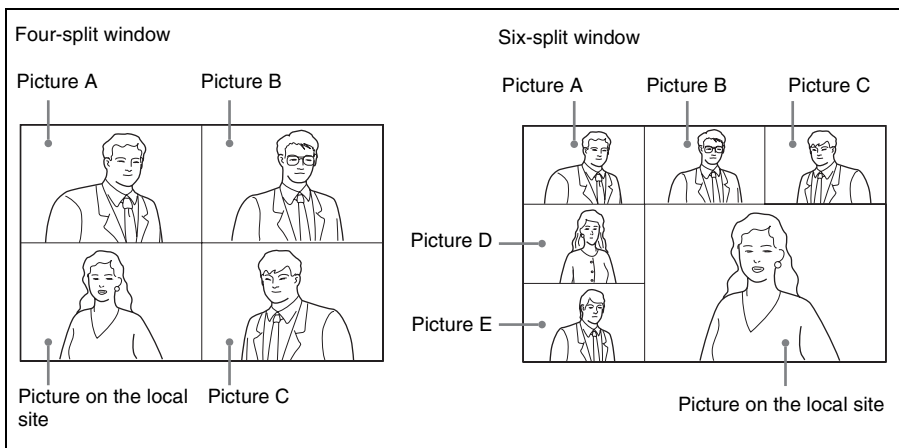 Four-split window
Picture A
Picture B
Picture on the local
site
Picture C
Six-split window
Picture A
Picture B
Picture C
Picture D
Picture E
Picture on the local site